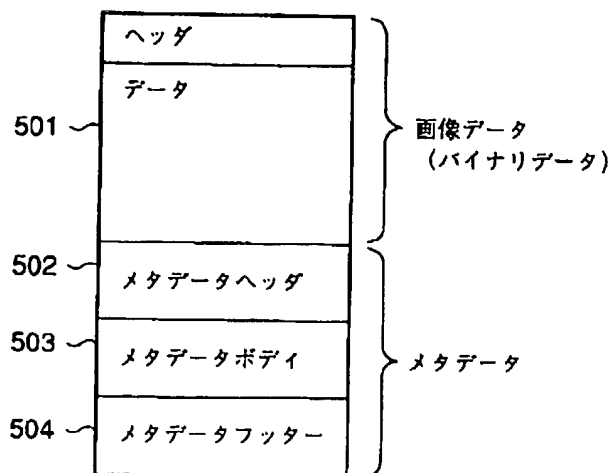 ヘッダ
データ
501
画像データ
(バイナリデータ)
502
メタデータヘッダ
503
メタデータボディ
メタデータ
504
メタデータフッター